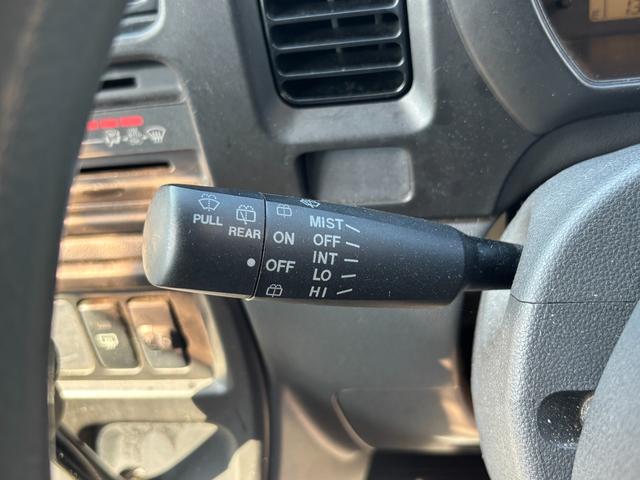 PULL
REAR
ON
OFF
MIST
OFF
INT
LO
HI